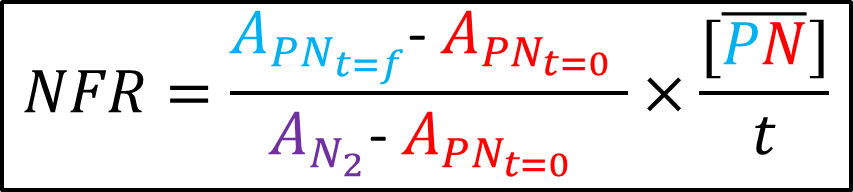 NFR = (A_{PN_{t=f}} - A_{PN_{t=0}}) / (A_{N_2} - A_{PN_{t=0}}) × [\overline{PN}] / t